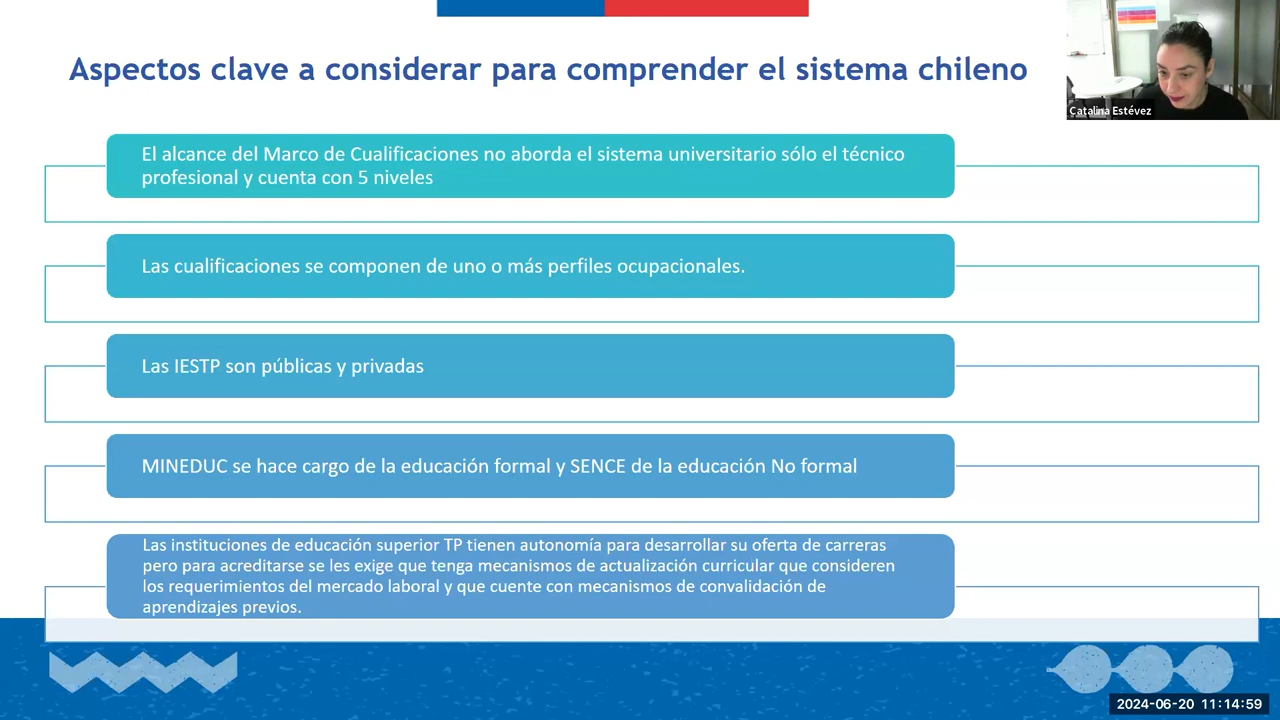 Aspectos clave a considerar para comprender el sistema chileno
Catalina Estévez
El alcance del Marco de Cualificaciones no aborda el sistema universitario sólo el técnico
profesional y cuenta con 5 niveles
Las cualificaciones se componen de uno o más perfiles ocupacionales.
Las IESTP son públicas y privadas
MINEDUC se hace cargo de la educación formal y SENCE de la educación No formal
Las instituciones de educación superior TP tienen autonomía para desarrollar su oferta de carreras
pero para acreditarse se les exige que tenga mecanismos de actualización curricular que consideren
los requerimientos del mercado laboral y que cuente con mecanismos de convalidación de
aprendizajes previos.
2024-06-20 11:14:59